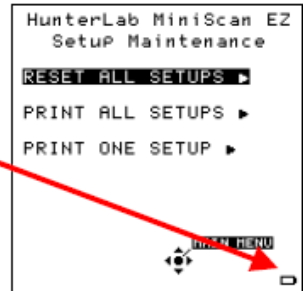 HunterLab MiniScan EZ
Setup Maintenance
RESET ALL SETUPS ▶
PRINT ALL SETUPS ▶
PRINT ONE SETUP ▶
MAIN MENU